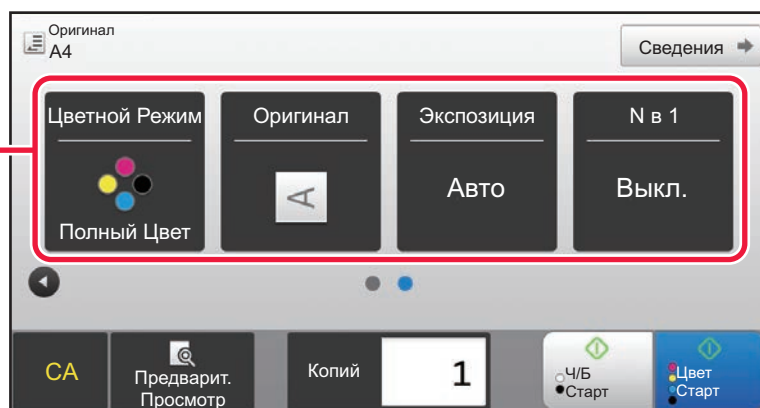 Оригинал
A4
Сведения
Цветной Режим
Оригинал
Экспозиция
N в 1
A
Авто
Выкл.
Полный Цвет
CA
Предварит.
Просмотр
Копий
1
Ч/Б
Старт
Цвет
Старт